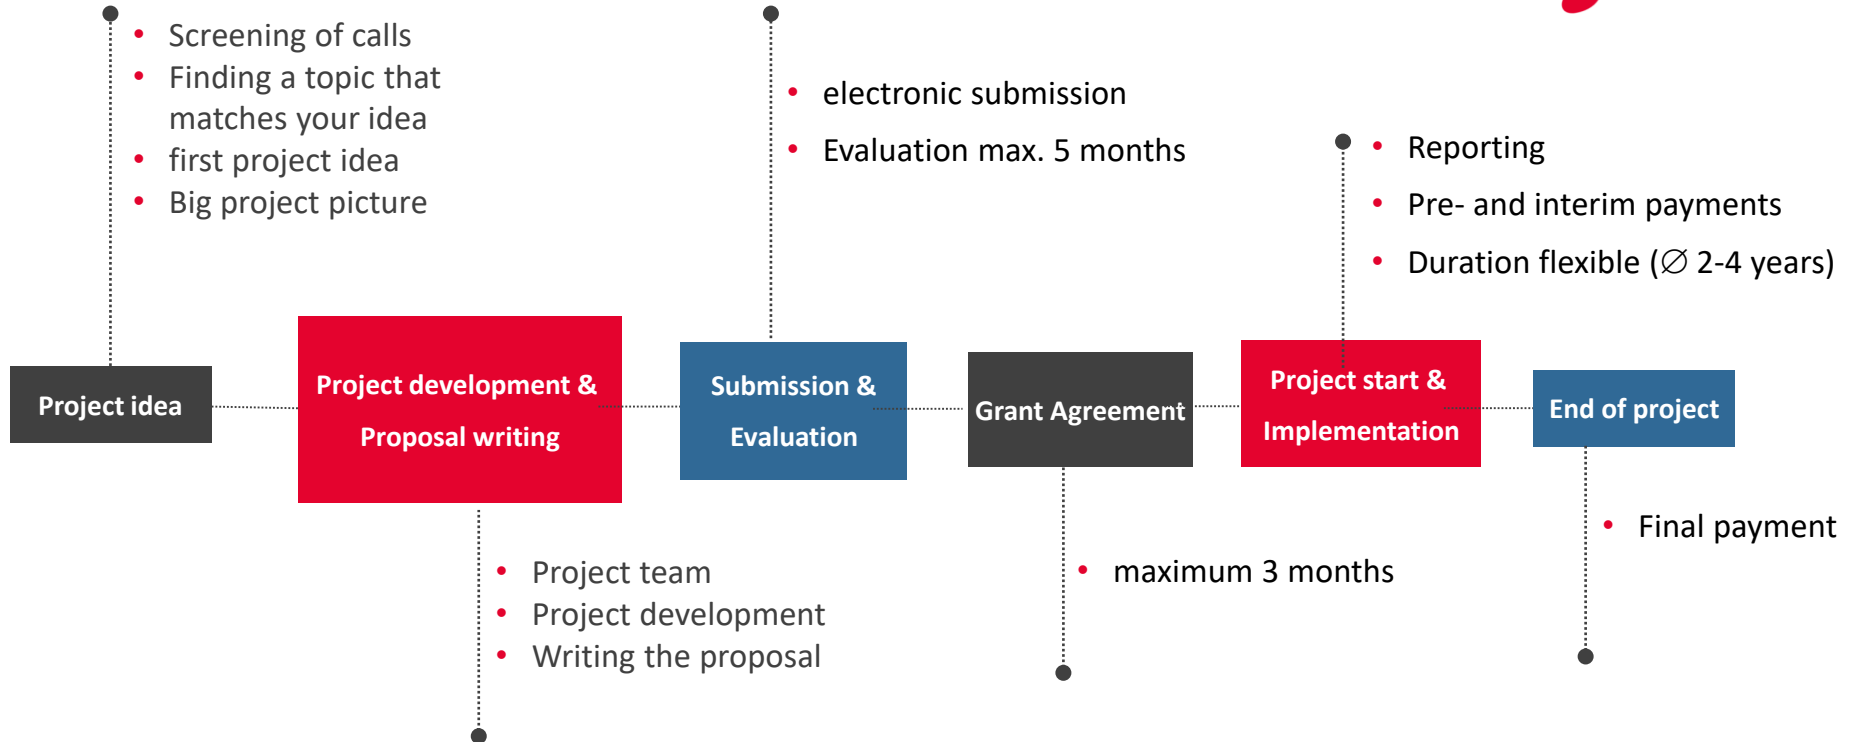 • Screening of calls
• Finding a topic that
matches your idea
• first project idea
• Big project picture
• electronic submission
• Evaluation max. 5 months
• Reporting
• Pre- and interim payments
• Duration flexible (∅ 2-4 years)
Project idea
Project development &
Proposal writing
Submission &
Evaluation
Grant Agreement
Project start &
Implementation
End of project
• Project team
• Project development
• Writing the proposal
• maximum 3 months
• Final payment